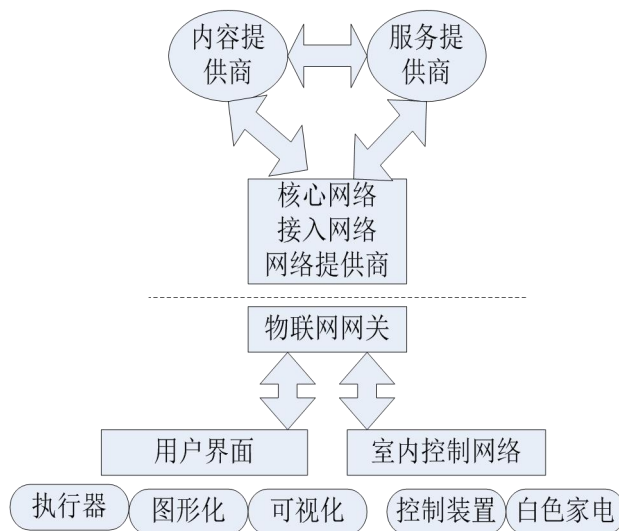 内容提
供商
服务提
供商
核心网络
接入网络
网络提供商
物联网网关
用户界面
室内控制网络
执行器
图形化
可视化
控制装置
白色家电